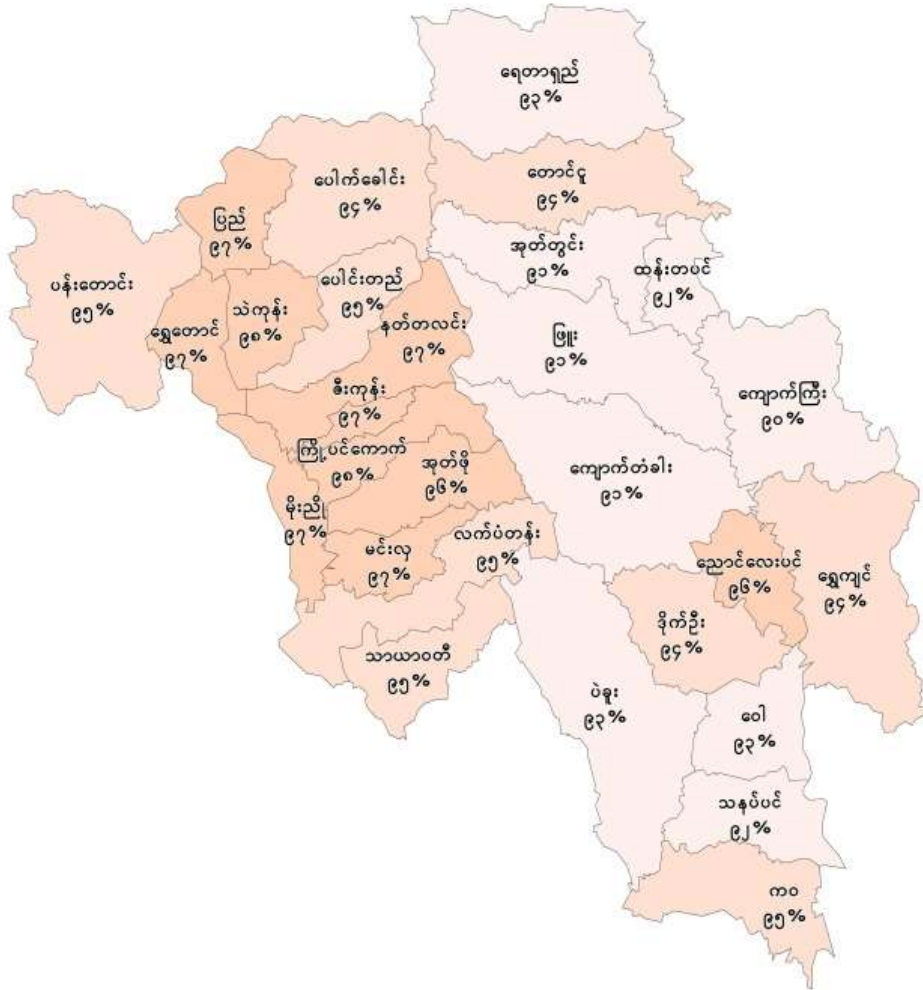 ရေတာရှည်
၉၃%
တောင်ငူ
၉၄%
ပေါက်ခေါင်း
၉၄%
ပြည်
၉၇%
အုတ်တွင်း
၉၁%
ထန်းတပင်
၉၂%
ပန်းတောင်း
၉၅%
ပေါင်းတည်
၉၅%
သဲကုန်း
၉၈%
ရွှေတောင်
၉၇%
နတ်တလင်း
၉၇%
ဖြူး
၉၁%
ဇီးကုန်း
၉၇%
ကျောက်ကြီး
၉၀%
ကြို့ပင်ကောက်
၉၈%
အုတ်ဖို
၉၆%
ကျောက်တံခါး
၉၁%
မိုးညို
၉၇%
မင်းလှ
၉၇%
လက်ပံတန်း
၉၅%
ညောင်လေးပင်
၉၆%
ရွှေကျင်
၉၄%
ဒိုက်ဦး
၉၄%
သာယာဝတီ
၉၅%
ပဲခူး
၉၃%
ဝေါ
၉၃%
သနပ်ပင်
၉၂%
ကဝ
၉၅%